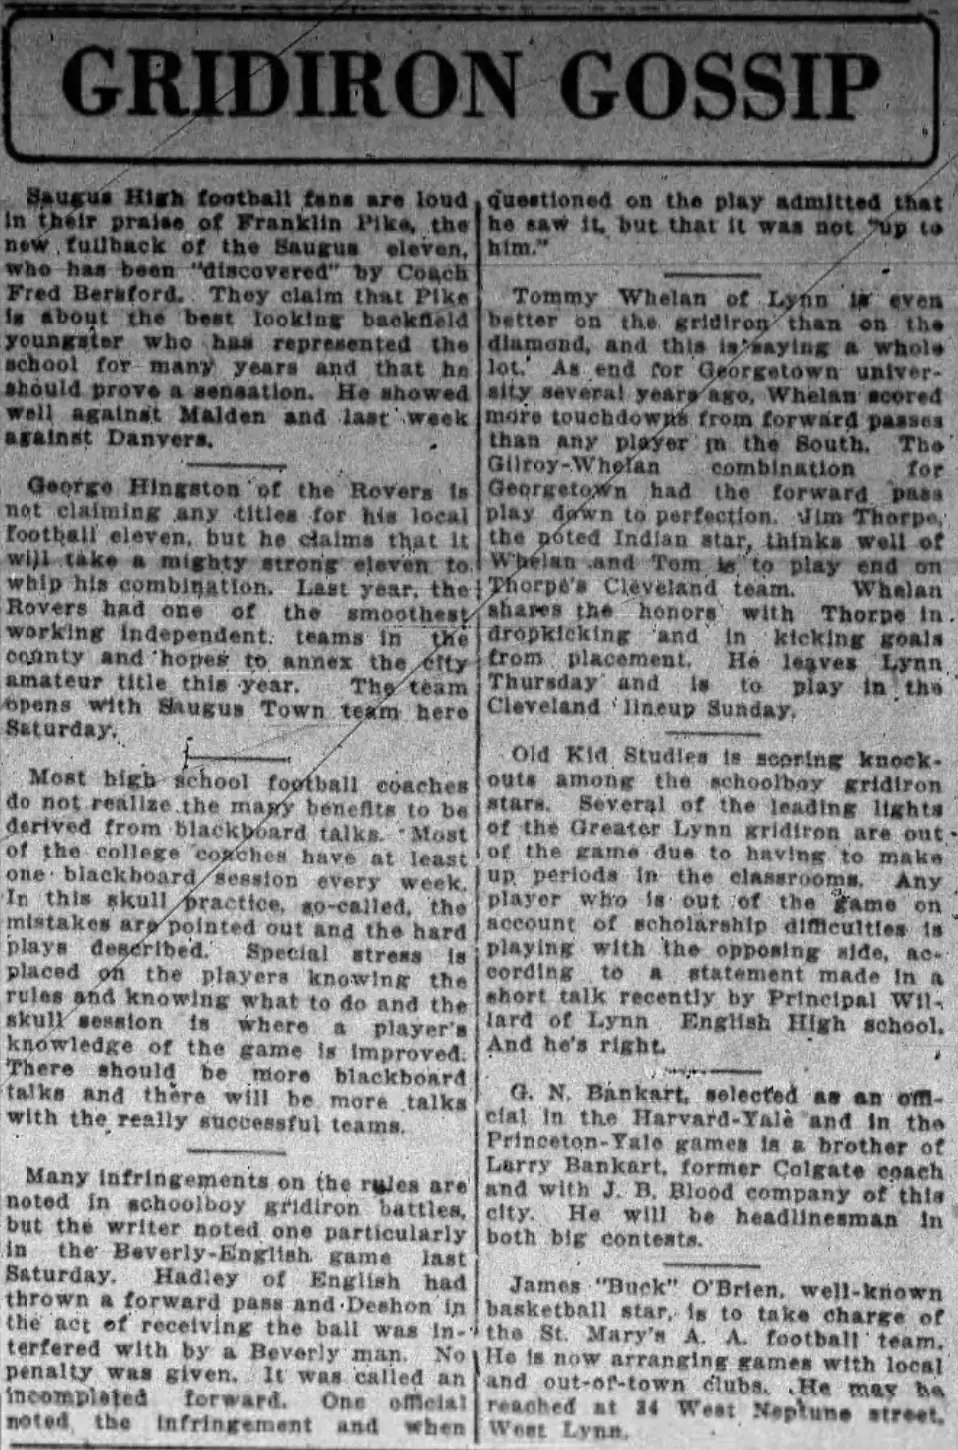 GRIDIRON GOSSIP
Saugus High football fans are loud
in their praise of Franklin Pike, the
new fullback of the Saugus eleven,
who has been "discovered" by Coach
Fred Bersford. They claim that Pike
is about the best looking backfield
youngster who has represented the
school for many years and that he
should prove a sensation. He showed
well against Malden and last week
against Danvers.
George Hingston of the Rovers is
not claiming any titles for his local
football eleven, but he claims that it
will take a mighty strong eleven to
whip his combination. Last year, the
Rovers had one of the smoothest
working independent teams in the
county and hopes to annex the city
amateur title this year. The team
opens with Saugus Town team here
Saturday.
Most high school football coaches
do not realize the many benefits to be
derived from blackboard talks. Most
of the college coaches have at least
one blackboard session every week.
In this skull practice, so-called, the
mistakes are pointed out and the hard
plays described. Special stress is
placed on the players knowing the
rules and knowing what to do and the
skull session is where a player's
knowledge of the game is improved.
There should be more blackboard
talks and there will be more talks
with the really successful teams.
Many infringements on the rules are
noted in schoolboy gridiron battles,
but the writer noted one particularly
in the Beverly-English game last
Saturday. Hadley of English had
thrown a forward pass and Deshon in
the act of receiving the ball was in-
terfered with by a Beverly man. No
penalty was given. It was called an
incompleted forward. One official
noted the infringement and when
questioned on the play admitted that
he saw it, but that it was not "up to
him."
Tommy Whelan of Lynn is even
better on the gridiron than on the
diamond, and this is saying a whole
lot. As end for Georgetown univer-
sity several years ago, Whelan scored
more touchdowns from forward passes
than any player in the South. The
Gilroy-Whelan combination for
Georgetown had the forward pass
play down to perfection. Jim Thorpe,
the noted Indian star, thinks well of
Whelan and Tom is to play end on
Thorpe's Cleveland team. Whelan
shares the honors with Thorpe in
dropkicking and in kicking goals
from placement. He leaves Lynn
Thursday and is to play in the
Cleveland lineup Sunday.
Old Kid Studies is scoring knock-
outs among the schoolboy gridiron
stars. Several of the leading lights
of the Greater Lynn gridiron are out
of the game due to having to make
up periods in the classrooms. Any
player who is out of the game on
account of scholarship difficulties is
playing with the opposing side, ac-
cording to a statement made in a
short talk recently by Principal Wil-
lard of Lynn English High school.
And he's right.
G. N. Bankart, selected as an offi-
cial in the Harvard-Yale and in the
Princeton-Yale games is a brother of
Larry Bankart, former Colgate coach
and with J. B. Blood company of this
city. He will be headlinesman in
both big contests.
James "Buck" O'Brien, well-known
basketball star, is to take charge of
the St. Mary's A. A. football team.
He is now arranging games with local
and out-of-town clubs. He may be
reached at 24 West Neptune street,
West Lynn.